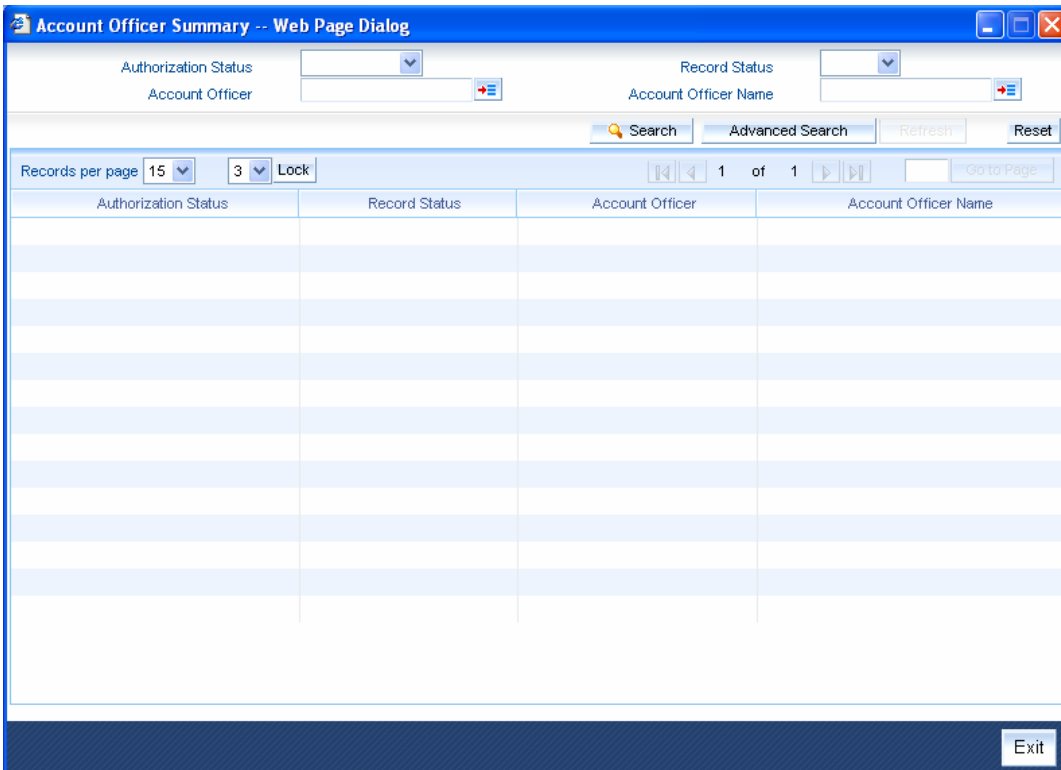 Account Officer Summary -- Web Page Dialog
Authorization Status Record Status
Account Officer Account Officer Name
Search Advanced Search Refresh Reset
Records per page 15 3 Lock 1 of 1 Go to Page
Authorization Status Record Status Account Officer Account Officer Name
Exit